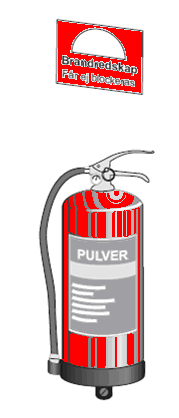 Brandredskap
Får ej blockeras
PULVER